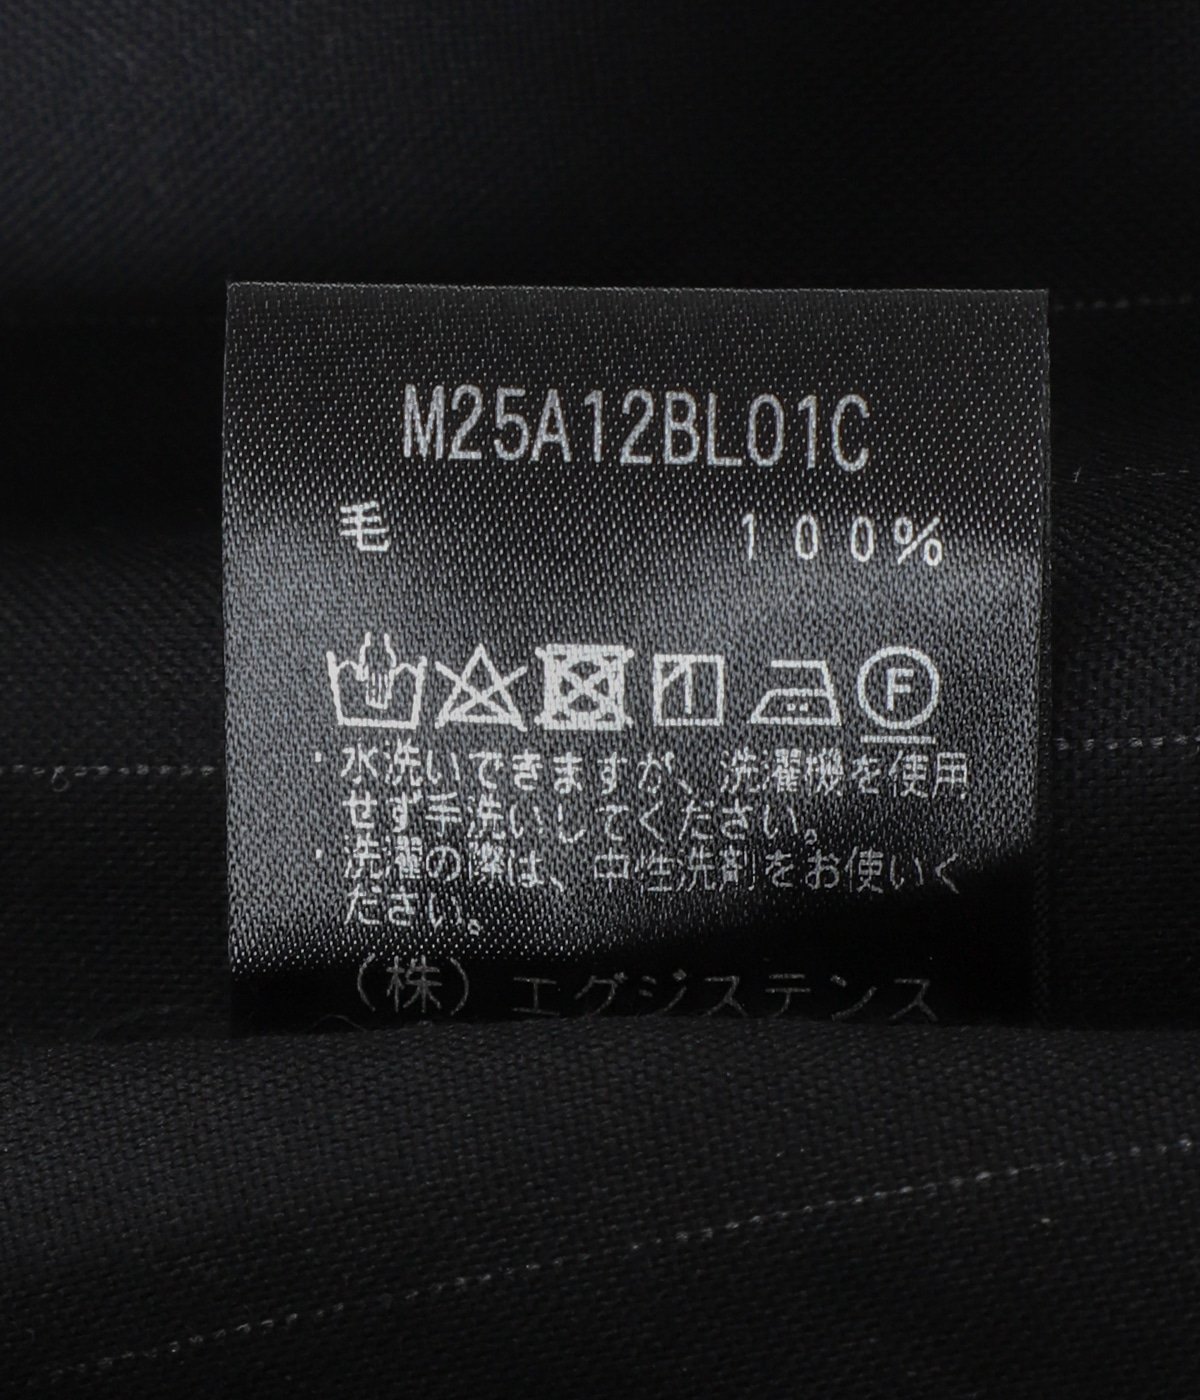 M25A12BL01C
毛 100%
F
・水洗いできますが、洗濯機を使用
せず手洗いしてください。
・洗濯の際は、中性洗剤をお使いく
ださい。
(株) エグジステンス